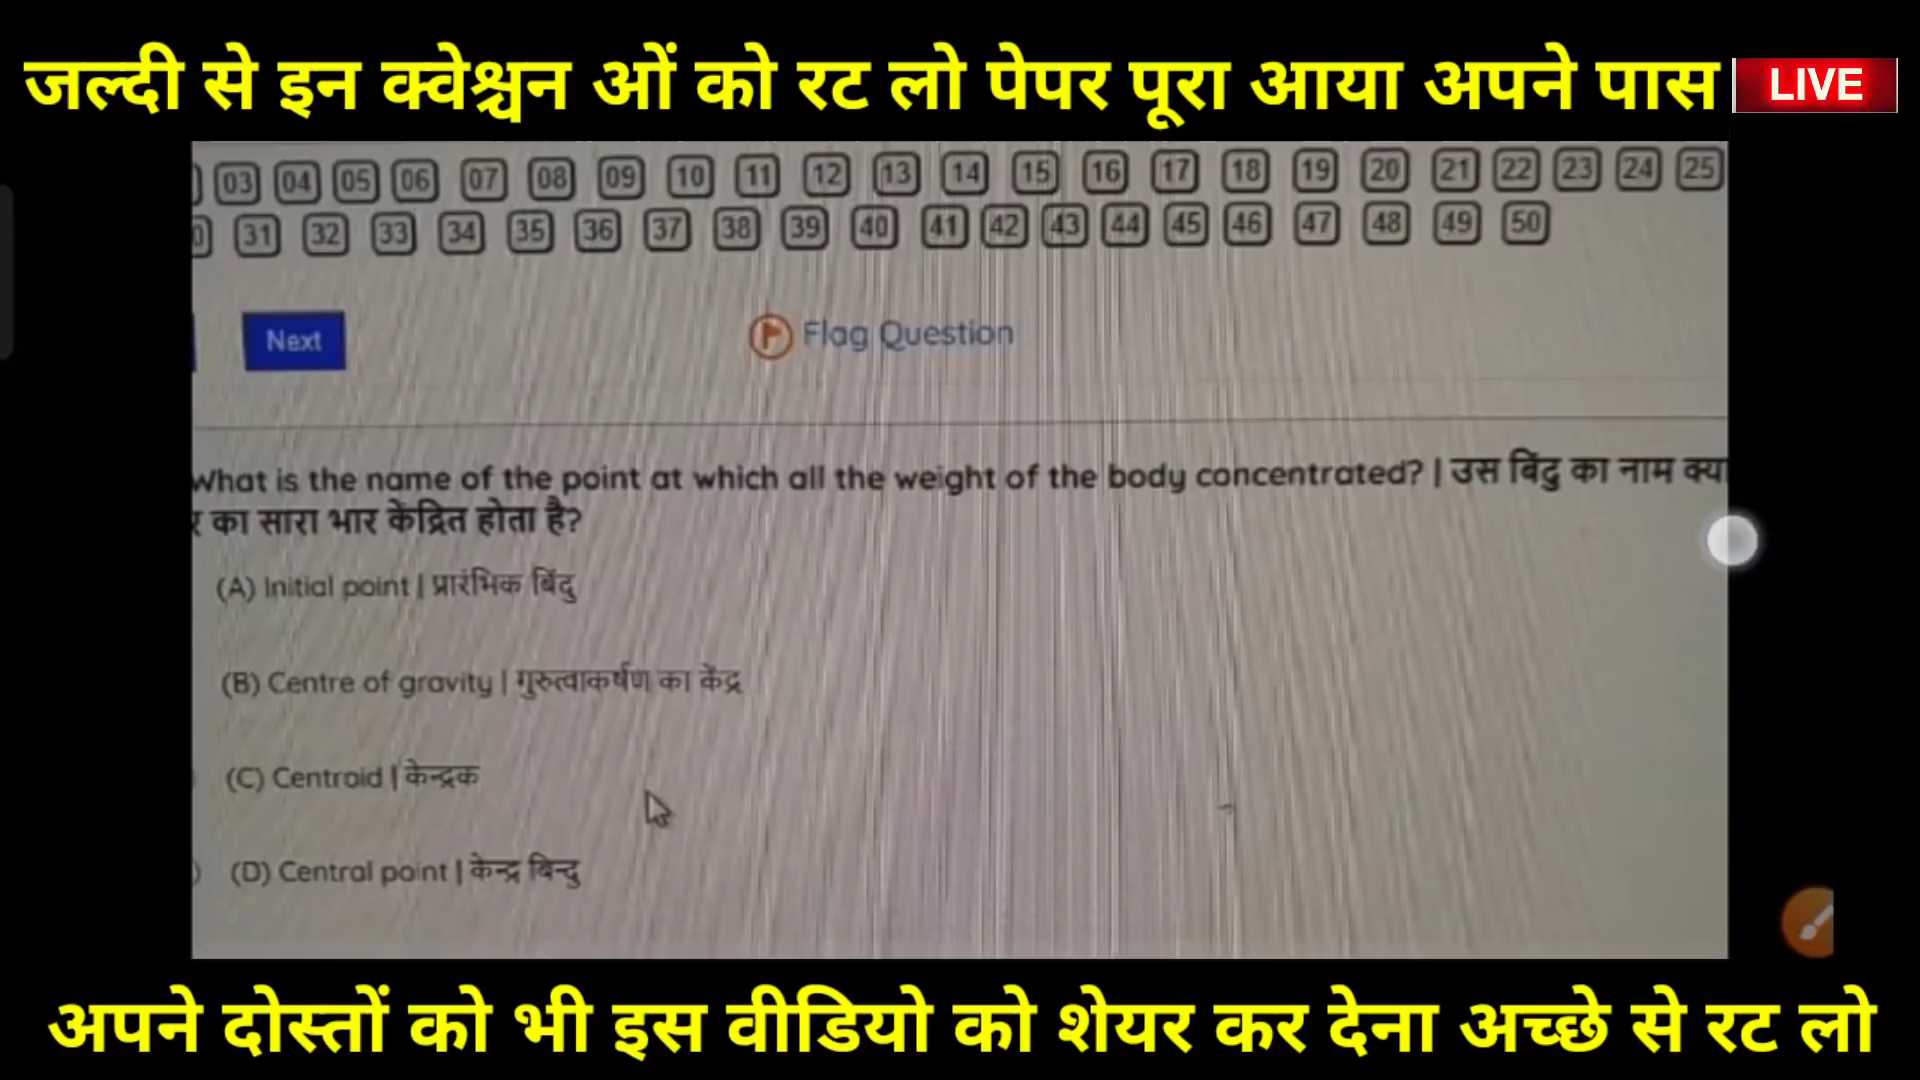 जल्दी से इन क्वेश्चन ओं को रट लो पेपर पूरा आया अपने पास LIVE
03 04 05 06 07 08 09 10 11 12 13 14 15 16 17 18 19 20 21 22 23 24 25
0 31 32 33 34 35 36 37 38 39 40 41 42 43 44 45 46 47 48 49 50
Next
Flag Question
What is the name of the point at which all the weight of the body concentrated? | उस बिंदु का नाम क्या
र का सारा भार केंद्रित होता है?
(A) Initial point | प्रारंभिक बिंदु
(B) Centre of gravity | गुरुत्वाकर्षण का केंद्र
(C) Centroid | केन्द्रक
(D) Central point | केन्द्र बिन्दु
अपने दोस्तों को भी इस वीडियो को शेयर कर देना अच्छे से रट लो